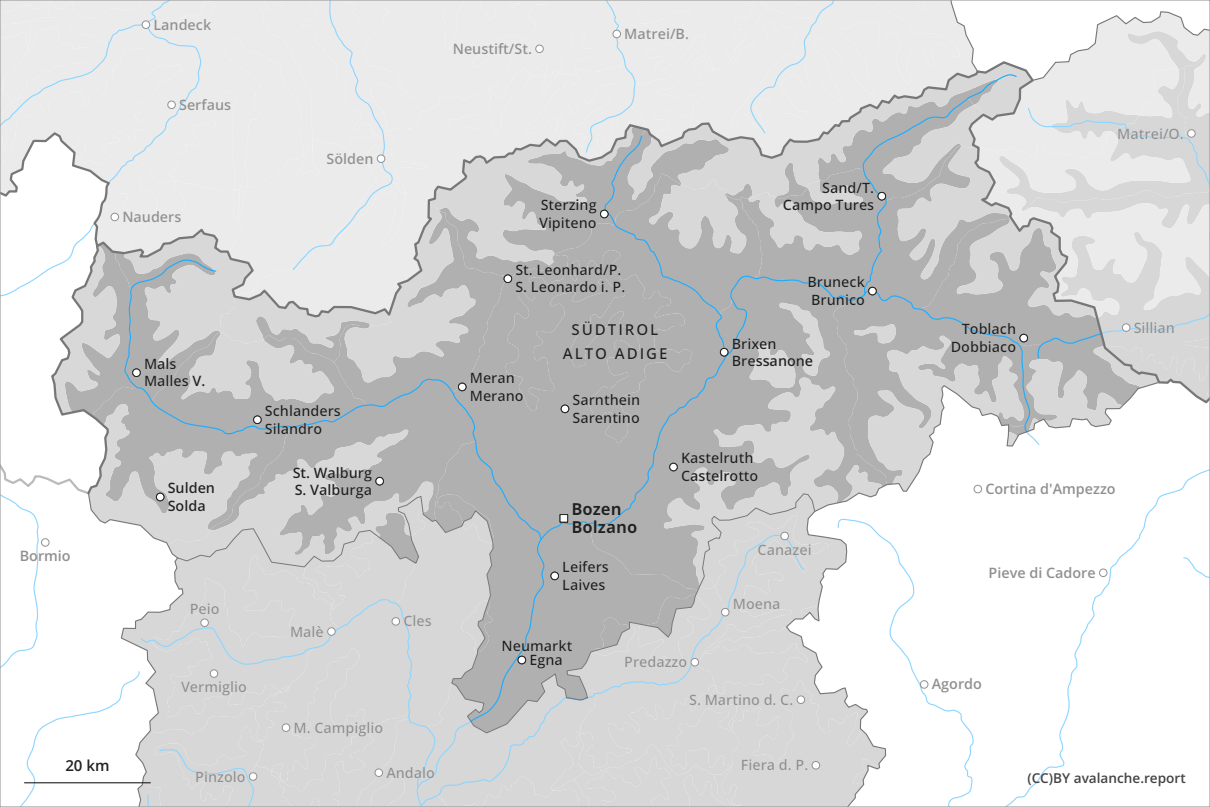 Landeck
Neustift/St.
Matrei/B.
Serfaus
Matrei/O.
Sölden
Sand/T.
Campo Tures
Nauders
Sterzing
Vipiteno
St. Leonhard/P.
S. Leonardo i. P.
Bruneck
Brunico
SÜDTIROL
ALTO ADIGE
Toblach
Dobbiaco
Sillian
Brixen
Bressanone
Mals
Malles V.
Meran
Merano
Sarnthein
Sarentino
Schlanders
Silandro
Kastelruth
Castelrotto
St. Walburg
S. Valburga
Sulden
Solda
Cortina d'Ampezzo
Bozen
Bolzano
Canazei
Bormio
Leifers
Laives
Pieve di Cadore
Peio
Moena
Malè
Cles
Neumarkt
Egna
Predazzo
Vermiglio
Agordo
S. Martino d. C.
M. Campiglio
Fiera d. P.
20 km
Pinzolo
Andalo
(CC)BY avalanche.report